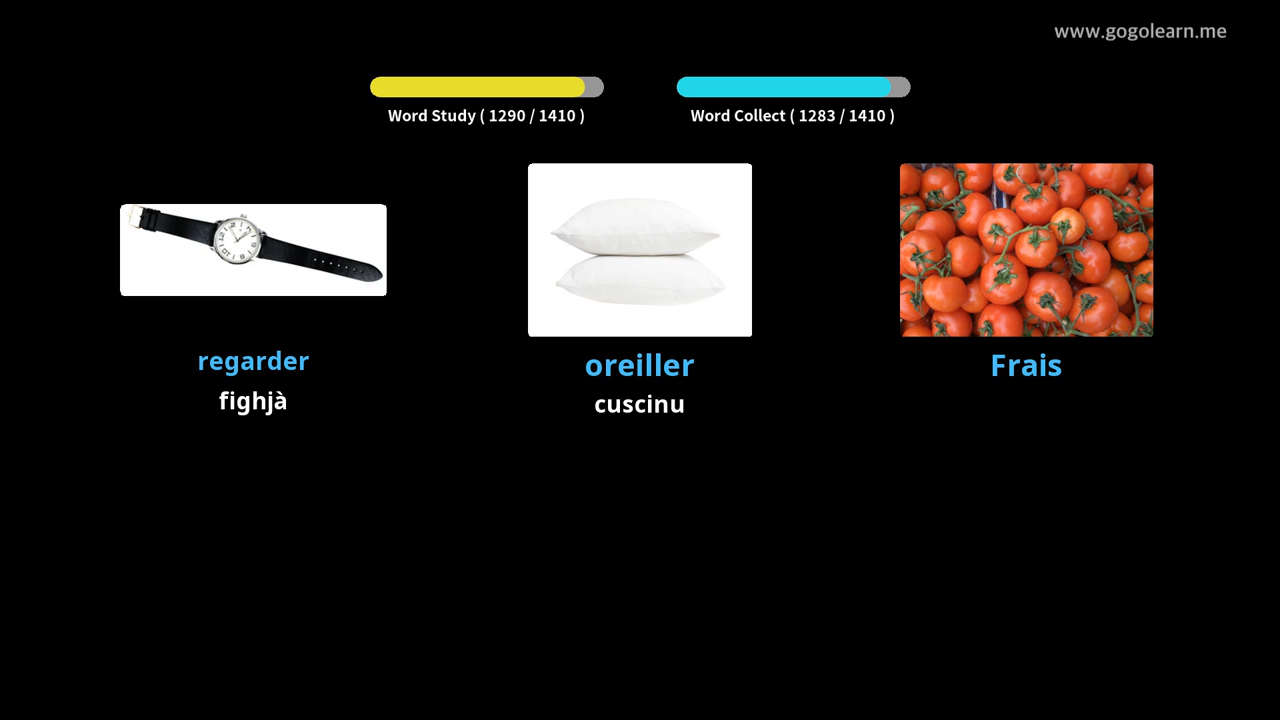 www.gogolearn.me
Word Study ( 1290 / 1410 )
Word Collect ( 1283 / 1410 )
regarder
fighjà
oreiller
cuscinu
Frais